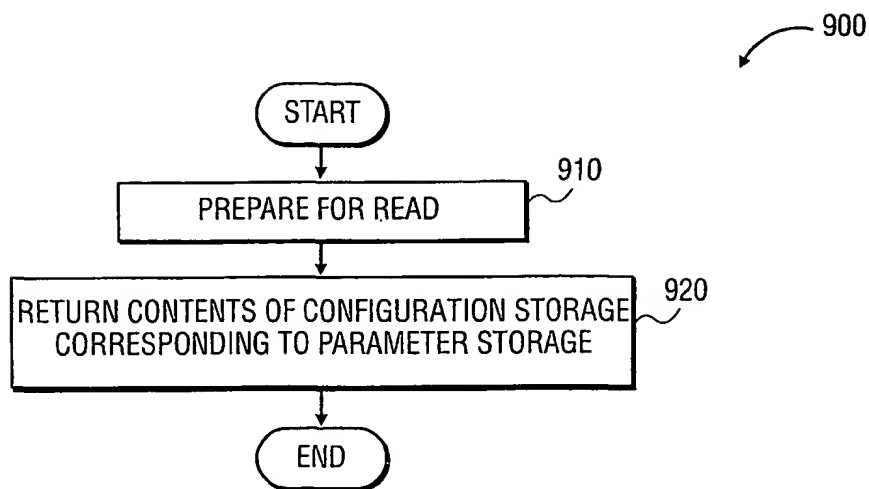 900
START
910
PREPARE FOR READ
920
RETURN CONTENTS OF CONFIGURATION STORAGE
CORRESPONDING TO PARAMETER STORAGE
END